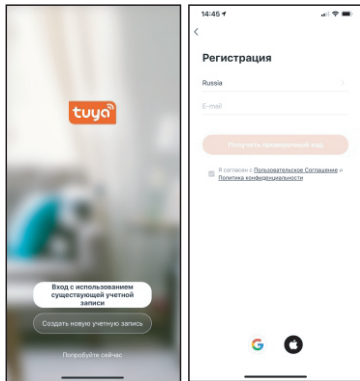 tuya
Вход с использованием
существующей учетной
записи
Создать новую учетную запись
Попробуйте сейчас
14:45
Регистрация
Russia
E-mail
Получить проверочный код
Я согласен с Пользовательское Соглашение и
Политика конфиденциальности